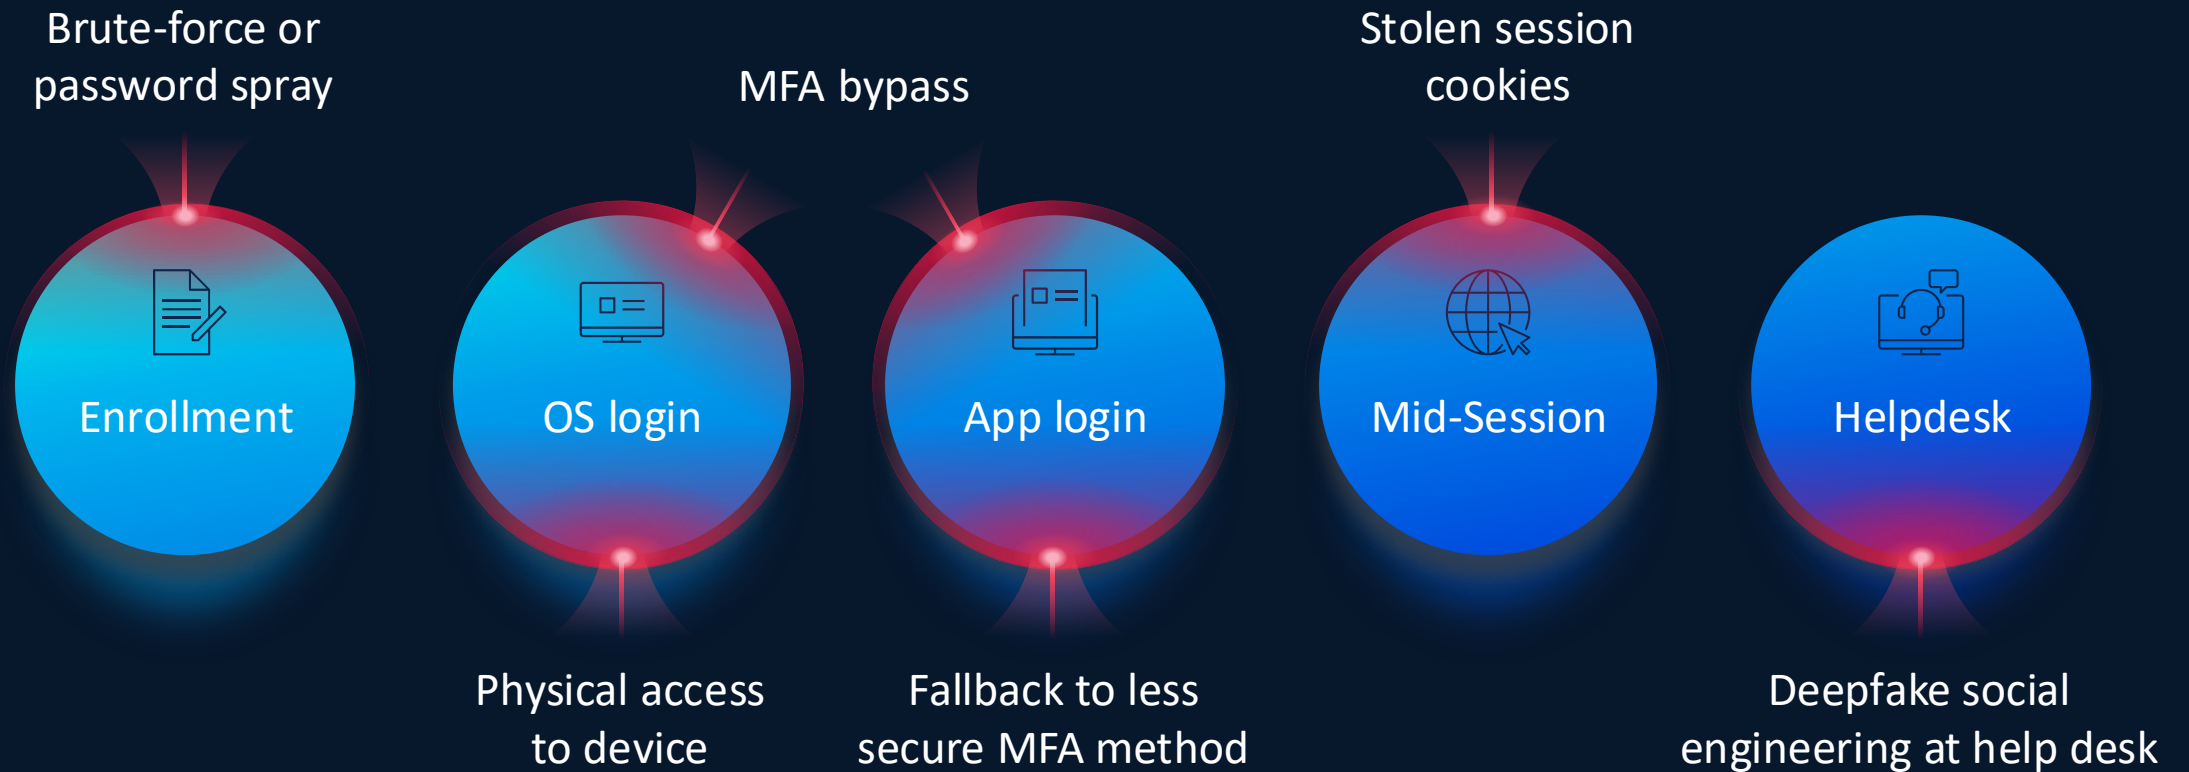 Brute-force or
password spray
MFA bypass
Stolen session
cookies
Enrollment
OS login
App login
Mid-Session
Helpdesk
Physical access
to device
Fallback to less
secure MFA method
Deepfake social
engineering at help desk